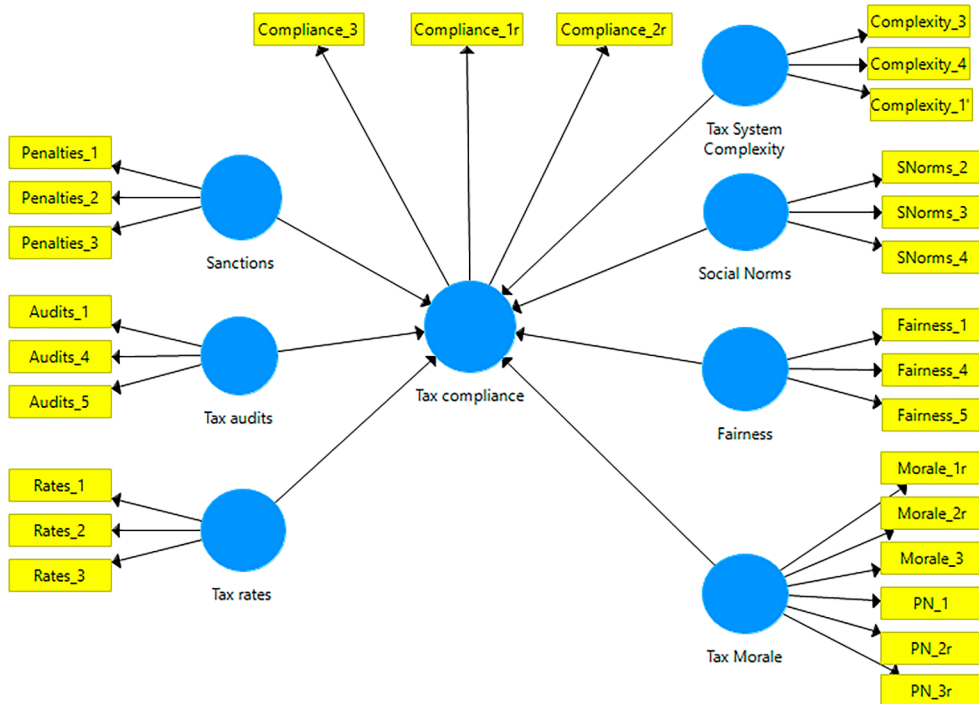 Compliance_3
Compliance_1r
Compliance_2r
Complexity_3
Complexity_4
Complexity_1'
Tax System
Complexity
Penalties_1
Penalties_2
Penalties_3
Sanctions
SNorms_2
SNorms_3
SNorms_4
Social Norms
Audits_1
Audits_4
Audits_5
Tax audits
Tax compliance
Fairness_1
Fairness_4
Fairness_5
Fairness
Rates_1
Rates_2
Rates_3
Tax rates
Morale_1r
Morale_2r
Morale_3
PN_1
PN_2r
PN_3r
Tax Morale